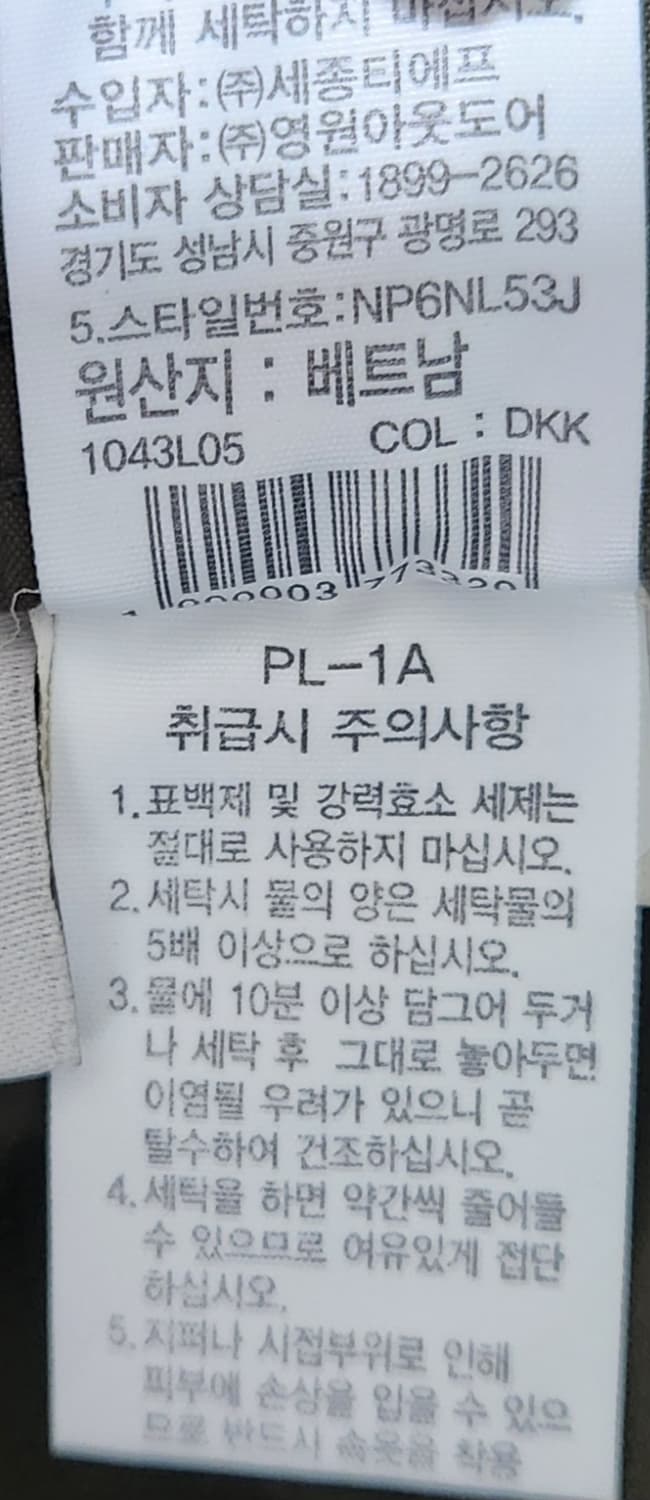 함께 세탁하지 마십시오.
수입자:㈜세종티에프
판매자:㈜영원아웃도어
소비자 상담실:1899-2626
경기도 성남시 중원구 광명로 293
5.스타일번호:NP6NL53J
원산지 : 베트남
1043L05 COL : DKK
PL-1A
취급시 주의사항
1.표백제 및 강력효소 세제는
절대로 사용하지 마십시오.
2.세탁시 물의 양은 세탁물의
5배 이상으로 하십시오.
3.물에 10분 이상 담그어 두거
나 세탁 후 그대로 놓아두면
이염될 우려가 있으니 곧
탈수하여 건조하십시오.
4.세탁을 하면 약간씩 줄어들
수 있으므로 여유있게 접단
하십시오.
5.지퍼나 시접부위로 인해
피부에 손상을 입을 수 있으
므로 반드시 속옷을 착용